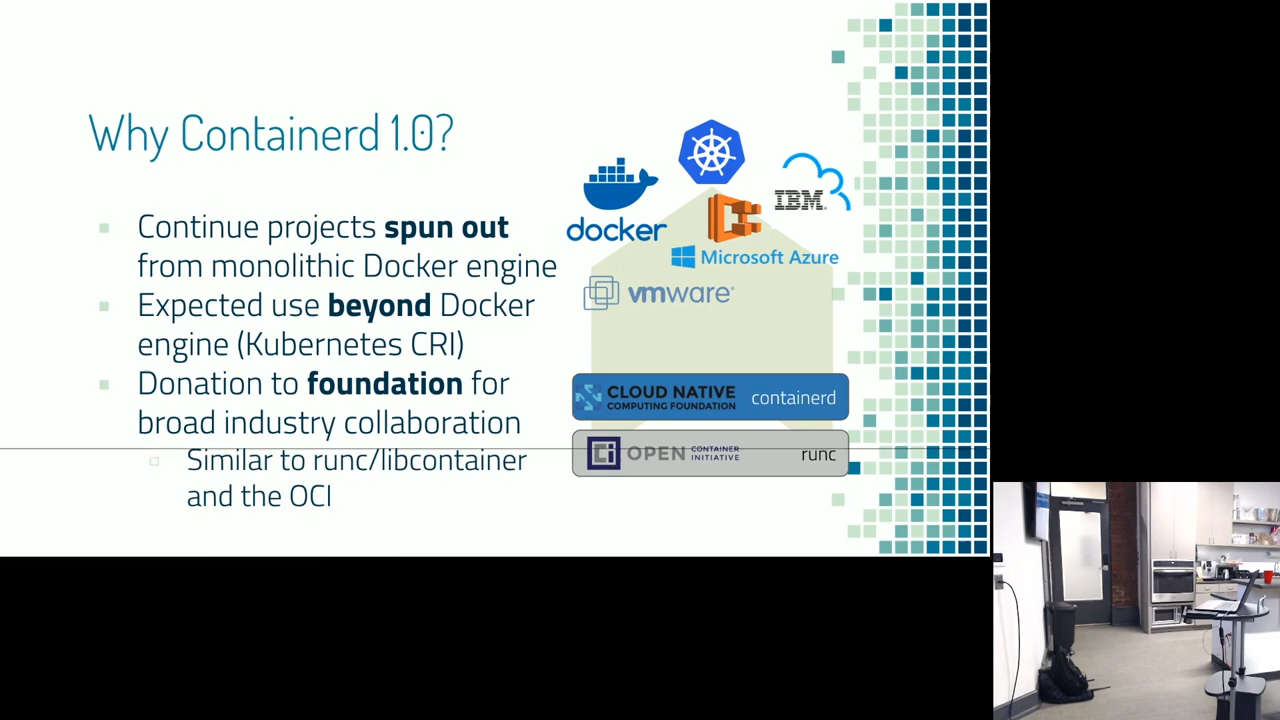 Why Containerd 1.0?
Continue projects spun out
from monolithic Docker engine
Expected use beyond Docker
engine (Kubernetes CRI)
Donation to foundation for
broad industry collaboration
Similar to runc/libcontainer
and the OCI
docker
IBM
Microsoft Azure
vmware
CLOUD NATIVE
COMPUTING FOUNDATION
containerd
OPEN CONTAINER
INITIATIVE
runc